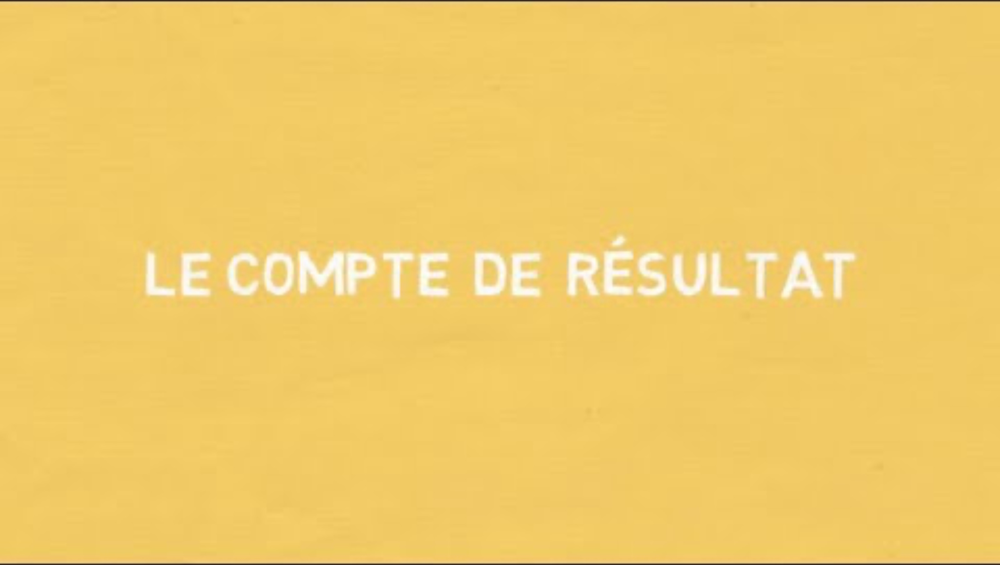 LE COMPTE DE RÉSULTAT